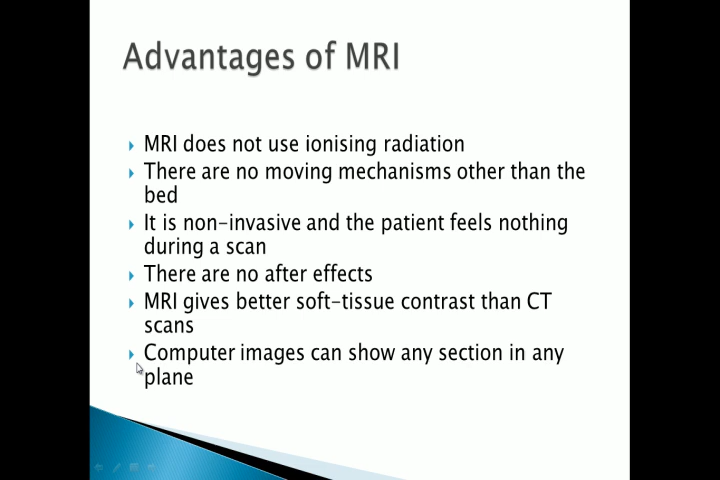 Advantages of MRI
MRI does not use ionising radiation
There are no moving mechanisms other than the
bed
It is non-invasive and the patient feels nothing
during a scan
There are no after effects
MRI gives better soft-tissue contrast than CT
scans
Computer images can show any section in any
plane